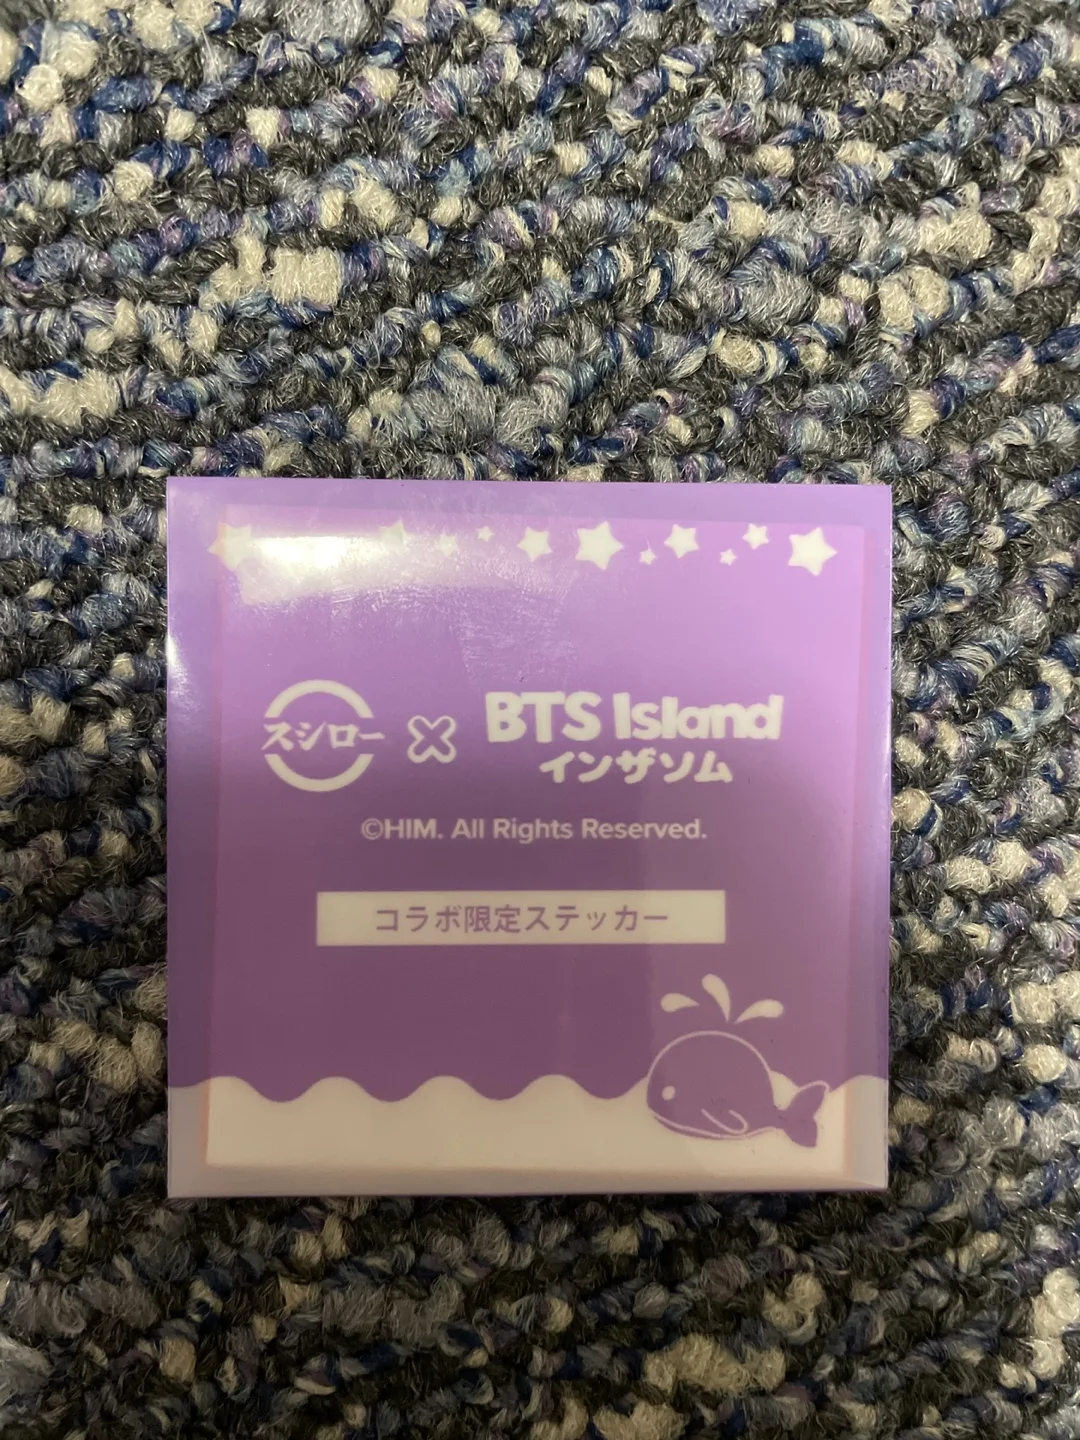 スシロー × BTS Island
インザソム
©HIM. All Rights Reserved.
コラボ限定ステッカー